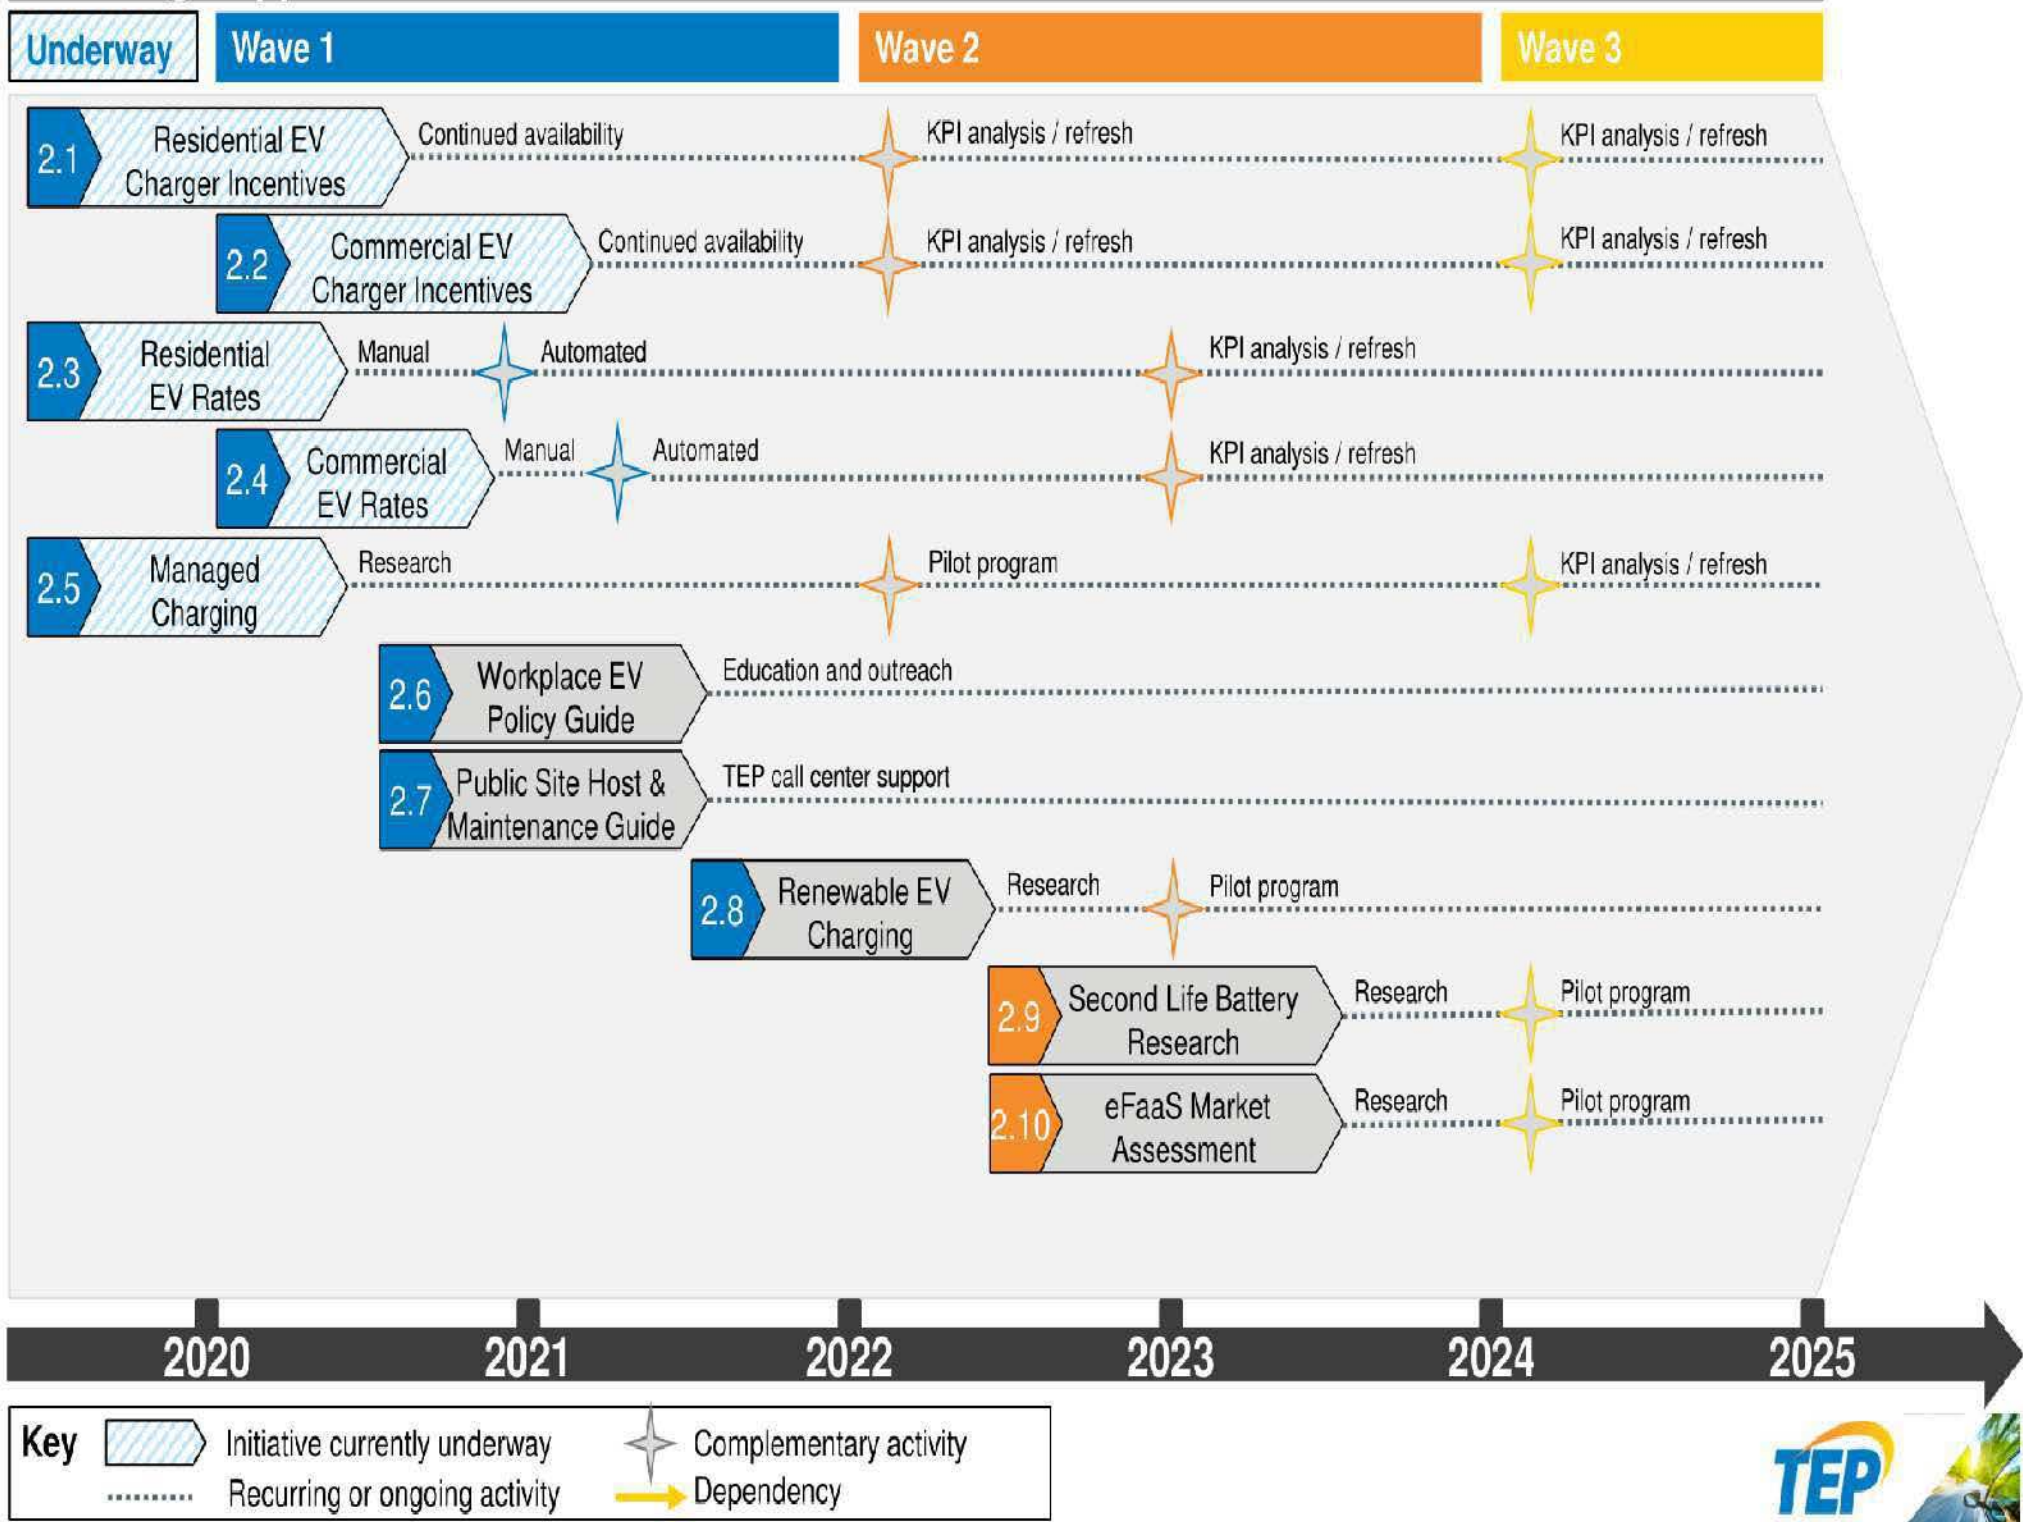 Underway Wave 1 Wave 2 Wave 3
2.1 Residential EV Charger Incentives Continued availability KPI analysis / refresh KPI analysis / refresh
2.2 Commercial EV Charger Incentives Continued availability KPI analysis / refresh KPI analysis / refresh
2.3 Residential EV Rates Manual Automated KPI analysis / refresh
2.4 Commercial EV Rates Manual Automated KPI analysis / refresh
2.5 Managed Charging Research Pilot program KPI analysis / refresh
2.6 Workplace EV Policy Guide Education and outreach
2.7 Public Site Host & Maintenance Guide TEP call center support
2.8 Renewable EV Charging Research Pilot program
2.9 Second Life Battery Research Research Pilot program
2.10 eFaaS Market Assessment Research Pilot program
2020 2021 2022 2023 2024 2025
Key Initiative currently underway Complementary activity
Recurring or ongoing activity Dependency
TEP